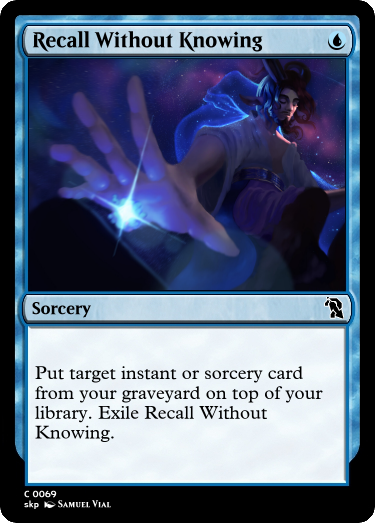 Recall Without Knowing
Sorcery
Put target instant or sorcery card
from your graveyard on top of your
library. Exile Recall Without
Knowing.
C 0069
skp Samuel Vial